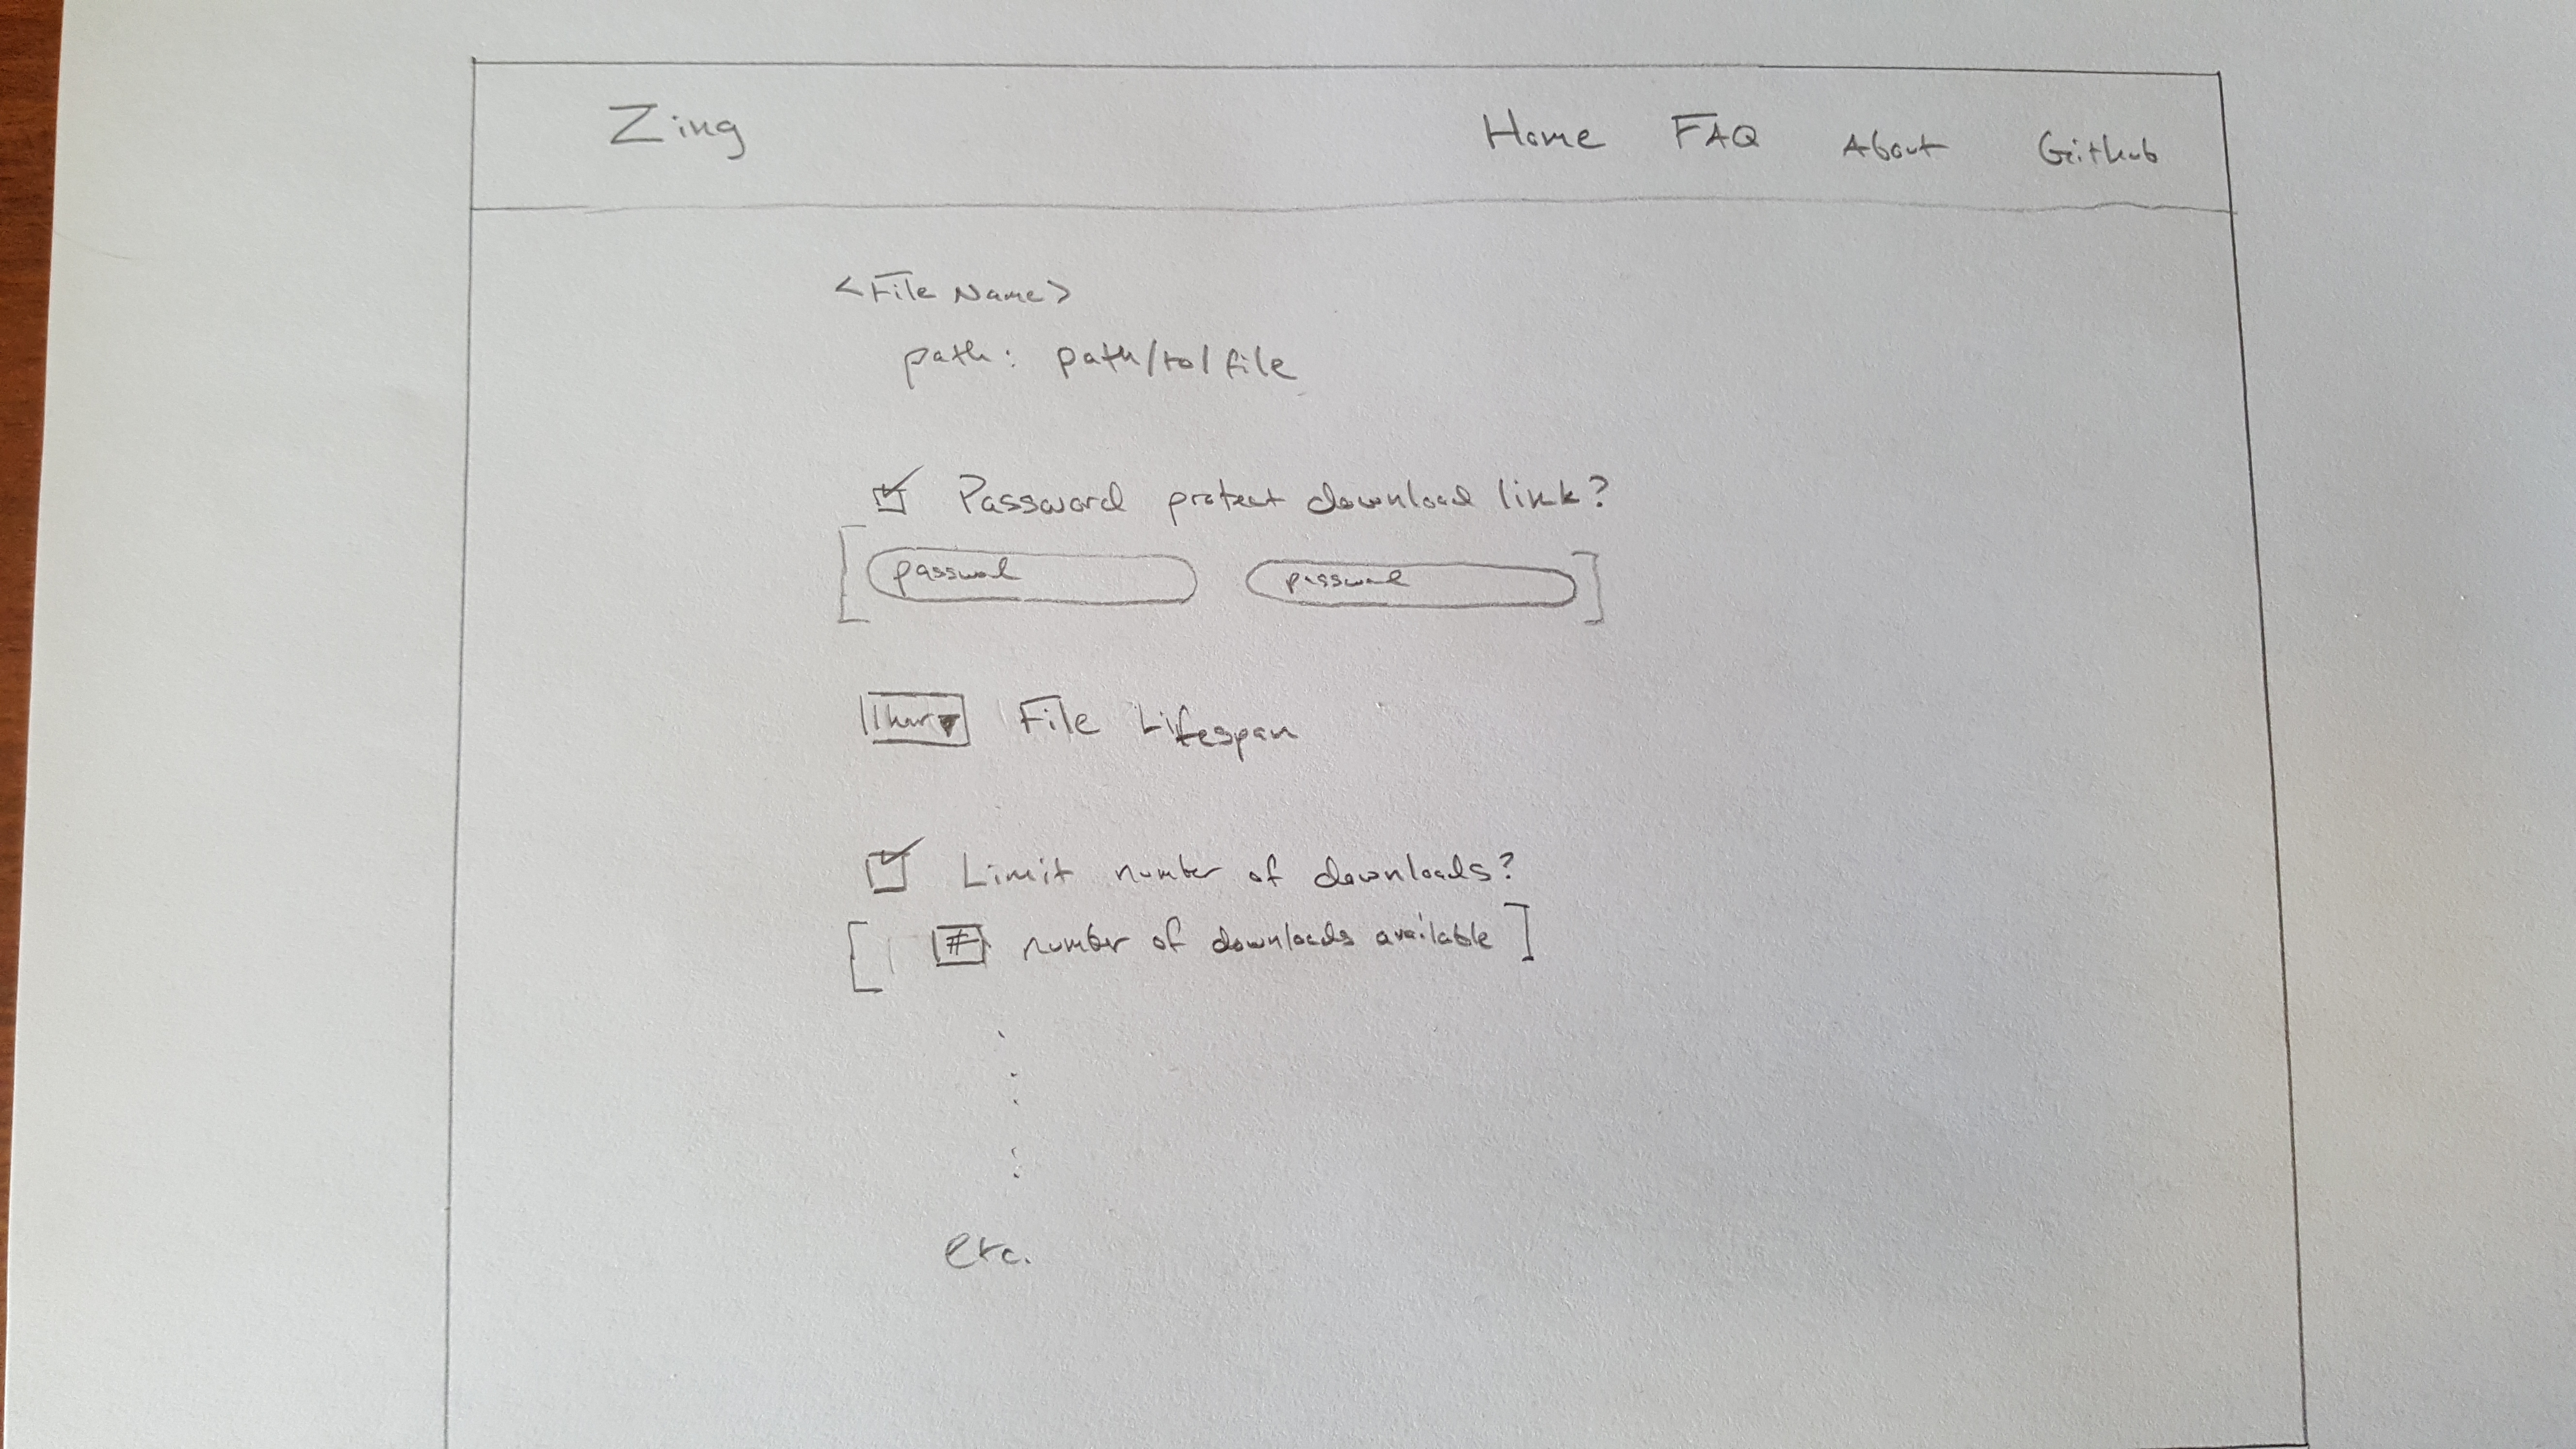 Zing Home FAQ About Github
<File Name>
path: path/to/file
Password protect download link?
password password
1 hour File Lifespan
Limit number of downloads?
[ # number of downloads available ]
etc.